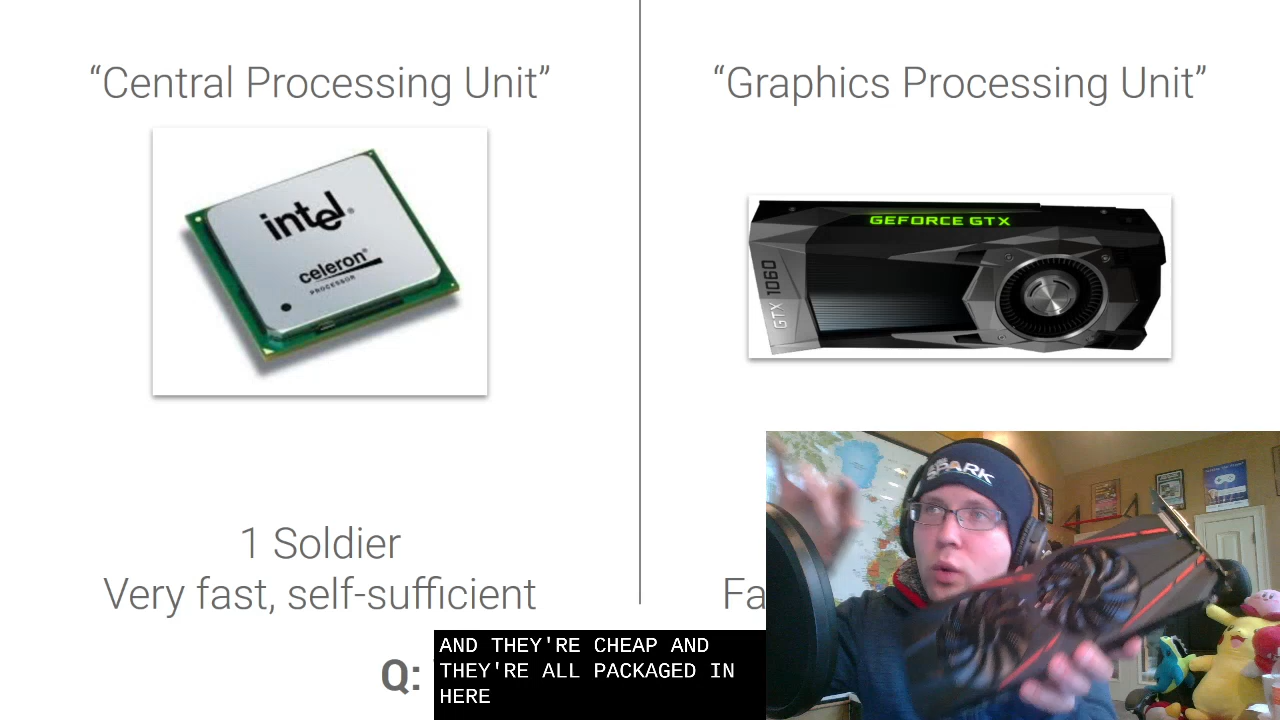 “Central Processing Unit”
intel®
celeron®
PROCESSOR
1 Soldier
Very fast, self-sufficient
“Graphics Processing Unit”
GEFORCE GTX
GTX 1060
SPARK
Fa
Q:
AND THEY'RE CHEAP AND
THEY'RE ALL PACKAGED IN
HERE